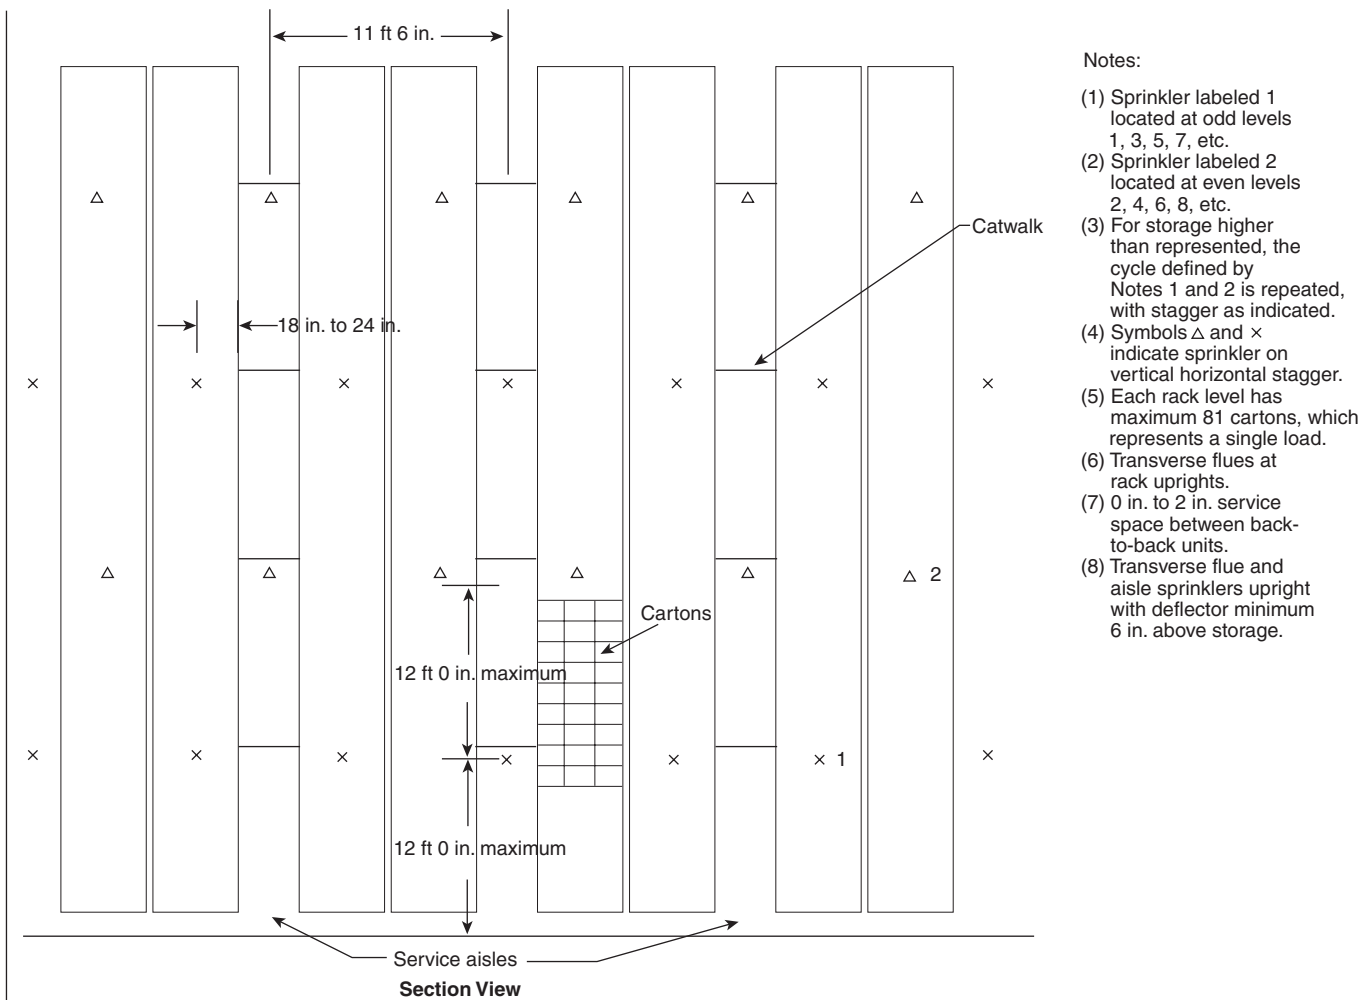 11 ft 6 in.
18 in. to 24 in.
Catwalk
2
Cartons
12 ft 0 in. maximum
1
12 ft 0 in. maximum
Service aisles
Section View
Notes:
(1) Sprinkler labeled 1
located at odd levels
1, 3, 5, 7, etc.
(2) Sprinkler labeled 2
located at even levels
2, 4, 6, 8, etc.
(3) For storage higher
than represented, the
cycle defined by
Notes 1 and 2 is repeated,
with stagger as indicated.
(4) Symbols △ and ×
indicate sprinkler on
vertical horizontal stagger.
(5) Each rack level has
maximum 81 cartons, which
represents a single load.
(6) Transverse flues at
rack uprights.
(7) 0 in. to 2 in. service
space between back-
to-back units.
(8) Transverse flue and
aisle sprinklers upright
with deflector minimum
6 in. above storage.